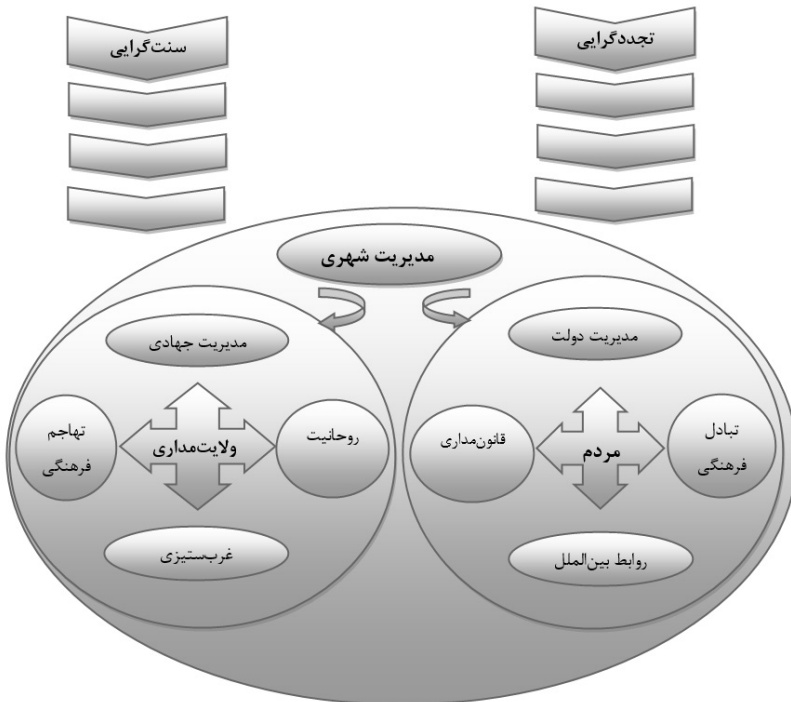 تجددگرایی
سنت‌گرایی
مدیریت شهری
مدیریت دولت
تبادل
فرهنگی
مردم
قانون‌مداری
روابط بین‌الملل
مدیریت جهادی
روحانیت
ولایت‌مداری
تهاجم
فرهنگی
غرب‌ستیزی